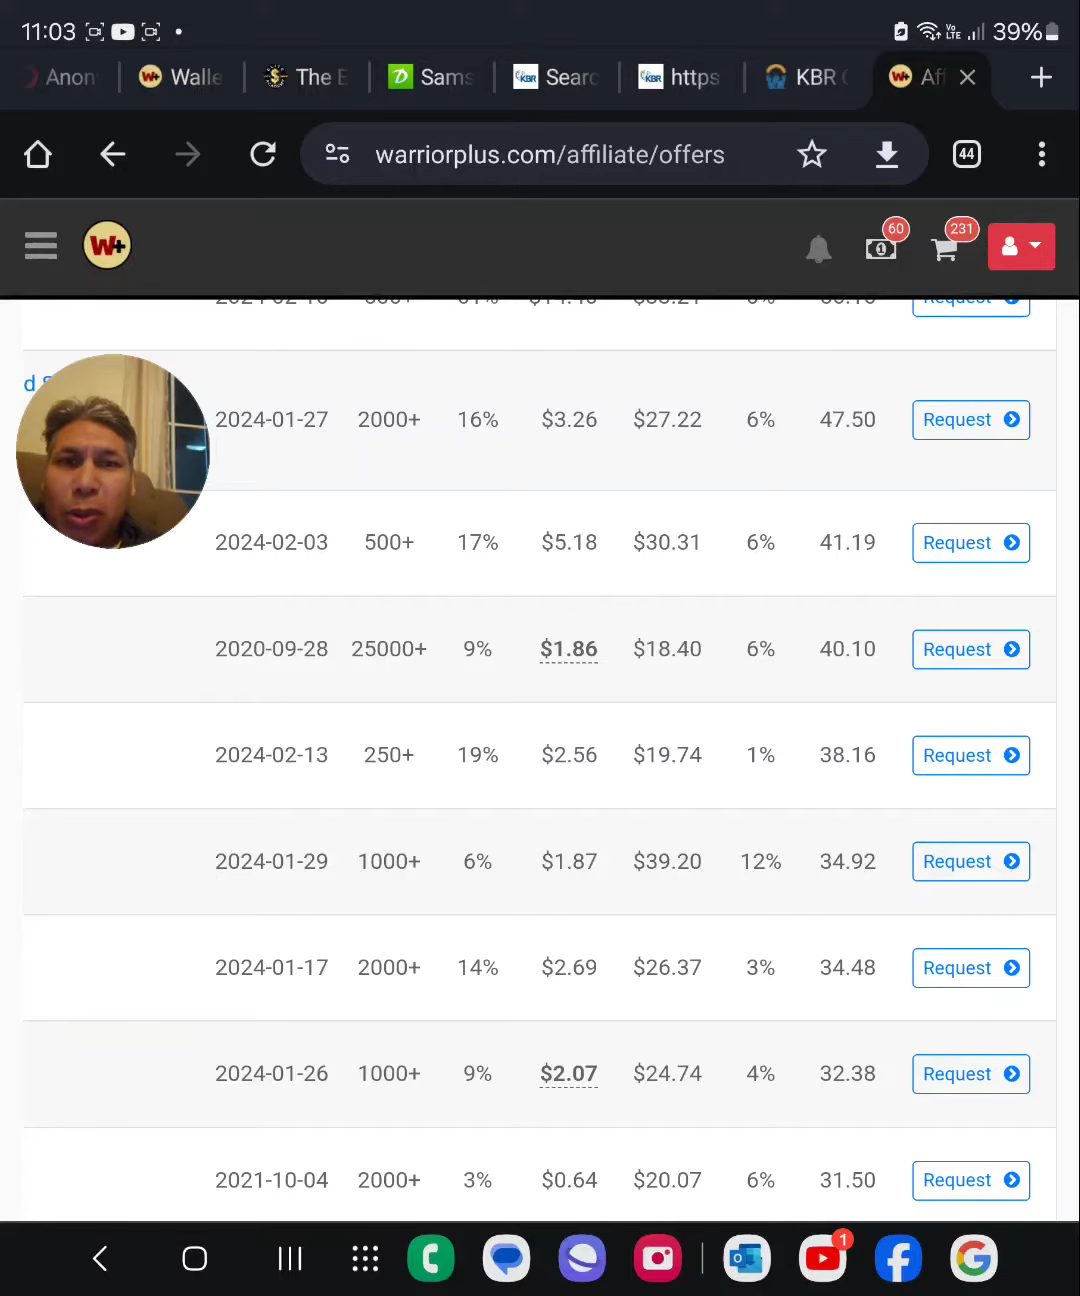 11:03 39%
Anon Walle The E Sams Searc https KBR Aff
warriorplus.com/affiliate/offers 44
W+ 60 231
Request
2024-01-27 2000+ 16% $3.26 $27.22 6% 47.50 Request
2024-02-03 500+ 17% $5.18 $30.31 6% 41.19 Request
2020-09-28 25000+ 9% $1.86 $18.40 6% 40.10 Request
2024-02-13 250+ 19% $2.56 $19.74 1% 38.16 Request
2024-01-29 1000+ 6% $1.87 $39.20 12% 34.92 Request
2024-01-17 2000+ 14% $2.69 $26.37 3% 34.48 Request
2024-01-26 1000+ 9% $2.07 $24.74 4% 32.38 Request
2021-10-04 2000+ 3% $0.64 $20.07 6% 31.50 Request
1